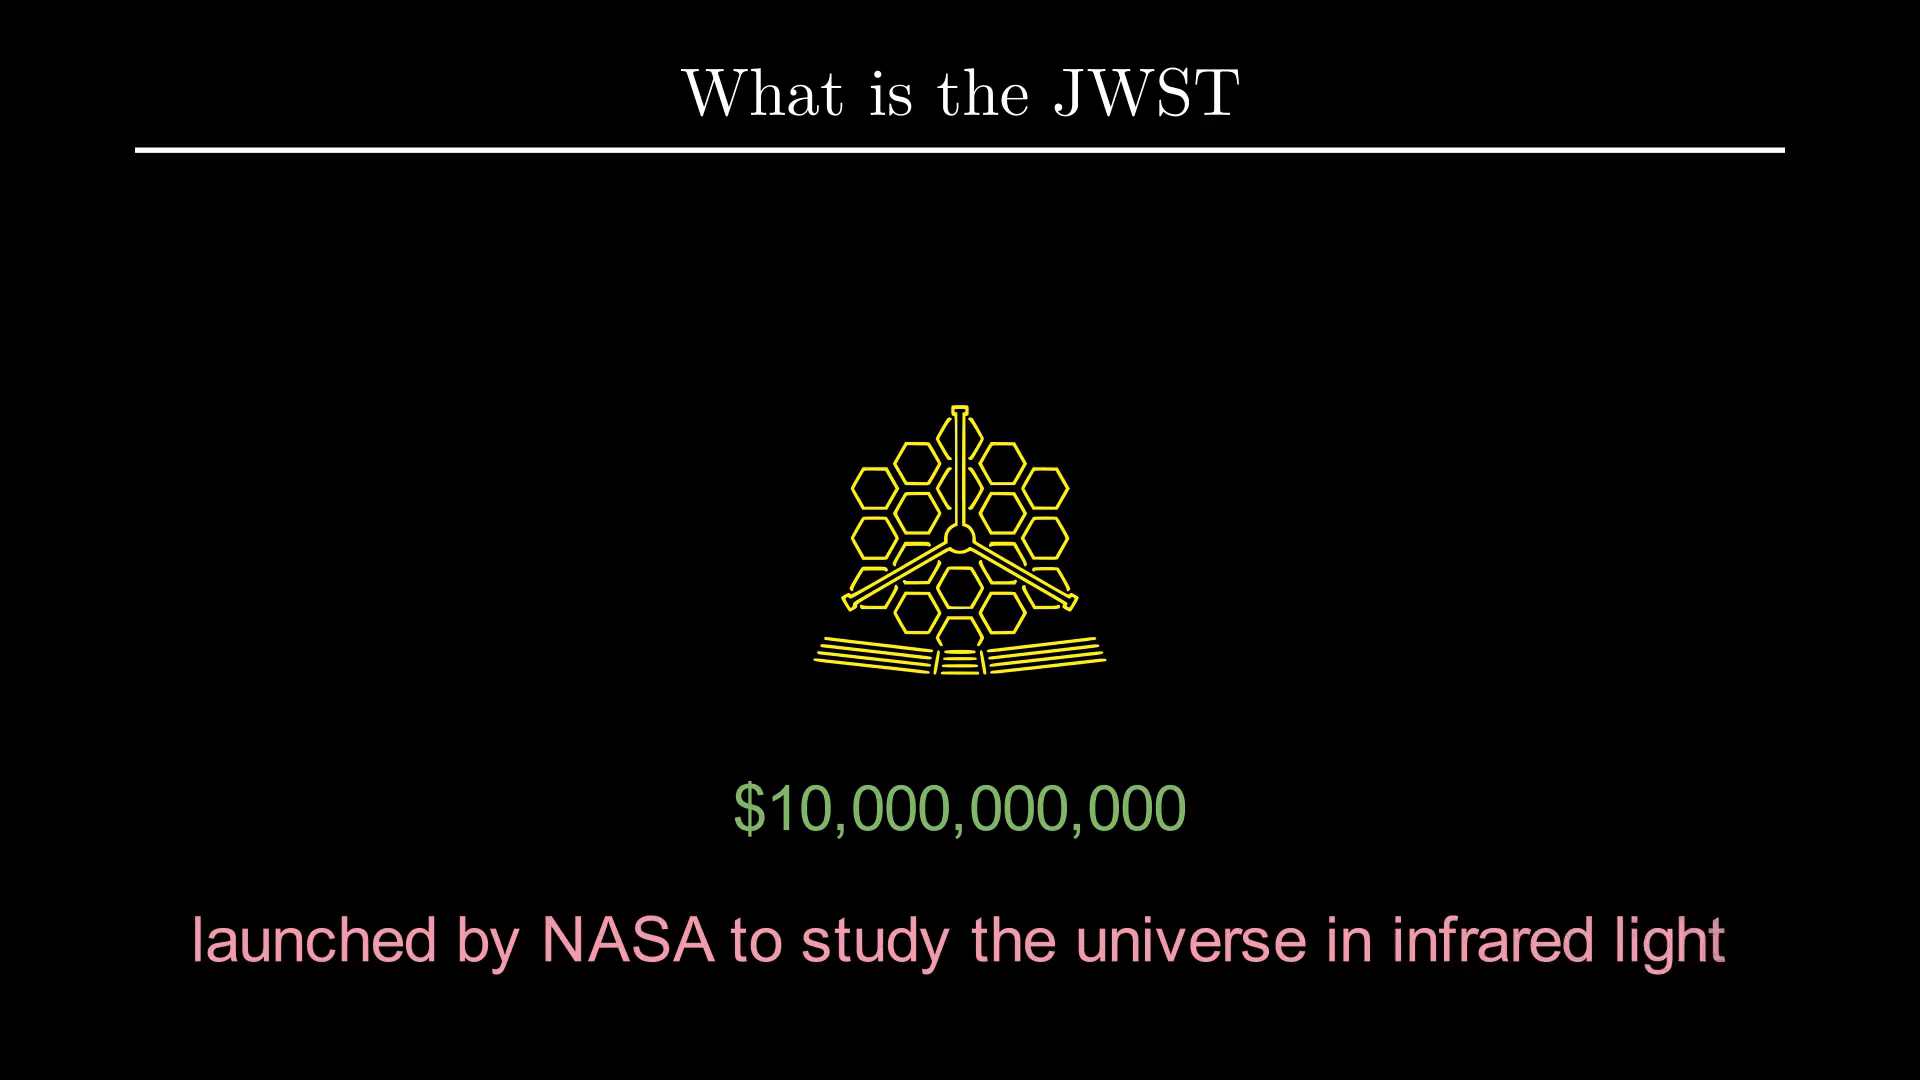 What is the JWST
$10,000,000,000
launched by NASA to study the universe in infrared light